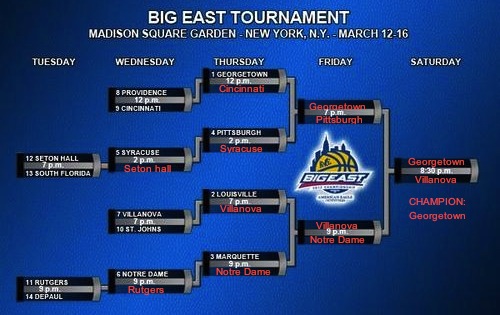 BIG EAST TOURNAMENT
MADISON SQUARE GARDEN - NEW YORK, N.Y. - MARCH 12-16
TUESDAY
WEDNESDAY
THURSDAY
FRIDAY
SATURDAY
12 SETON HALL
7 p.m.
13 SOUTH FLORIDA
11 RUTGERS
9 p.m.
14 DEPAUL
8 PROVIDENCE
12 p.m.
9 CINCINNATI
5 SYRACUSE
2 p.m.
Seton hall
7 VILLANOVA
7 p.m.
10 ST. JOHNS
6 NOTRE DAME
9 p.m.
Rutgers
1 GEORGETOWN
12 p.m.
Cincinnati
4 PITTSBURGH
2 p.m.
Syracuse
2 LOUISVILLE
7 p.m.
Villanova
3 MARQUETTE
9 p.m.
Notre Dame
Georgetown
7 p.m.
Pittsburgh
BIG EAST
AMERICAN EAGLE
Villanova
9 p.m.
Notre Dame
Georgetown
8:30 p.m.
Villanova
CHAMPION:
Georgetown